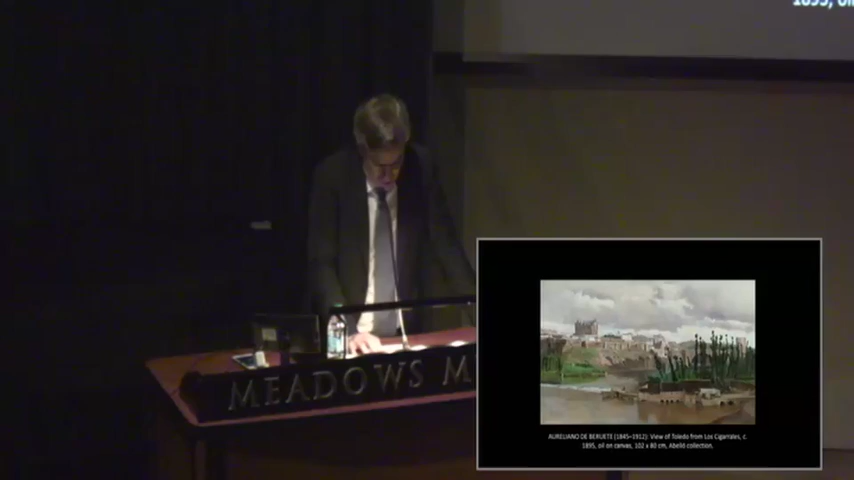 1895, oil
MEADOWS M
AURELIANO DE BERUETE (1845–1912): View of Toledo from Los Cigarrales, c.
1895, oil on canvas, 102 x 80 cm, Abelló collection.